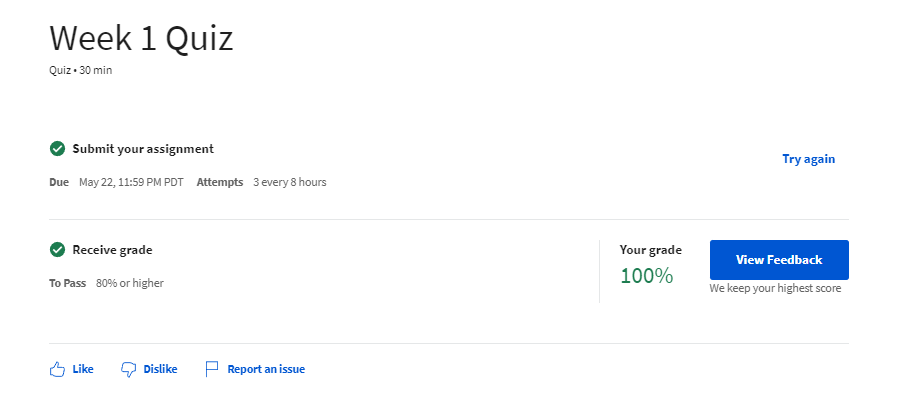 Week 1 Quiz
Quiz • 30 min
Submit your assignment
Try again
Due May 22, 11:59 PM PDT Attempts 3 every 8 hours
Receive grade
To Pass 80% or higher
Your grade
100%
View Feedback
We keep your highest score
Like Dislike Report an issue